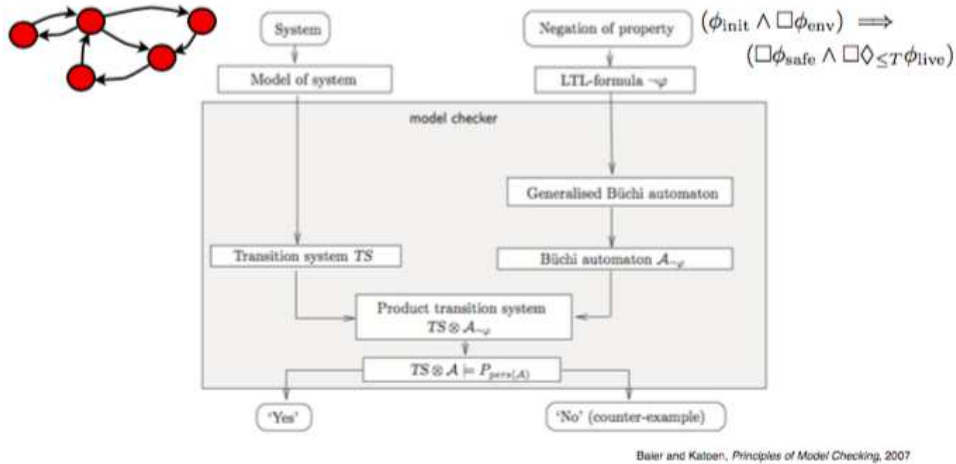 System
Negation of property
(ϕinit ∧ □ϕenv) ⟹
(□ϕsafe ∧ □◊≤Tϕlive)
Model of system
LTL-formula ¬φ
model checker
Generalised Büchi automaton
Transition system TS
Büchi automaton A¬φ
Product transition system
TS ⊗ A¬φ
TS ⊗ A ⊨ Ppers(A)
'Yes'
'No' (counter-example)
Baier and Katoen, Principles of Model Checking, 2007